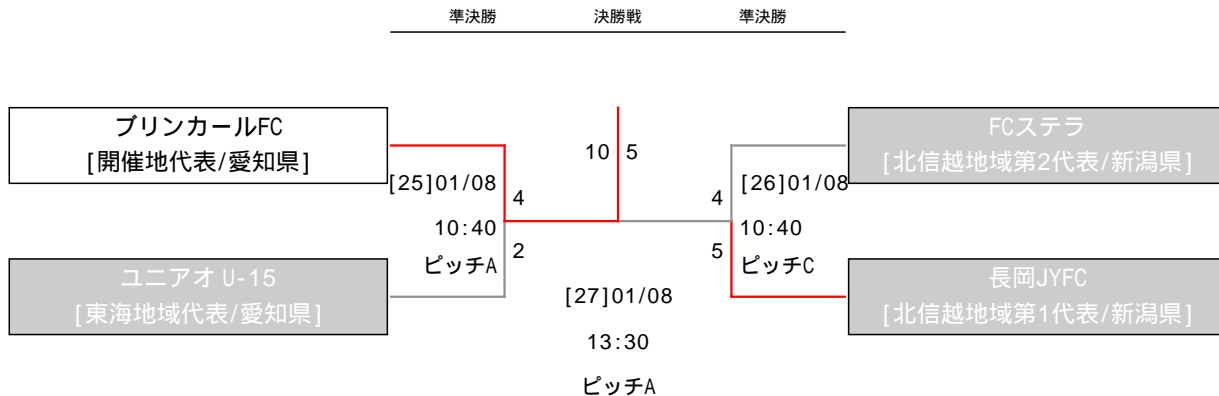 準決勝 決勝戦 準決勝
ブリンカールFC
[開催地代表/愛知県]
FCステラ
[北信越地域第2代表/新潟県]
10 5
[25]01/08
4
10:40
2
ピッチA
4
[26]01/08
10:40
5
ピッチC
ユニアオ U-15
[東海地域代表/愛知県]
長岡JYFC
[北信越地域第1代表/新潟県]
[27]01/08
13:30
ピッチA